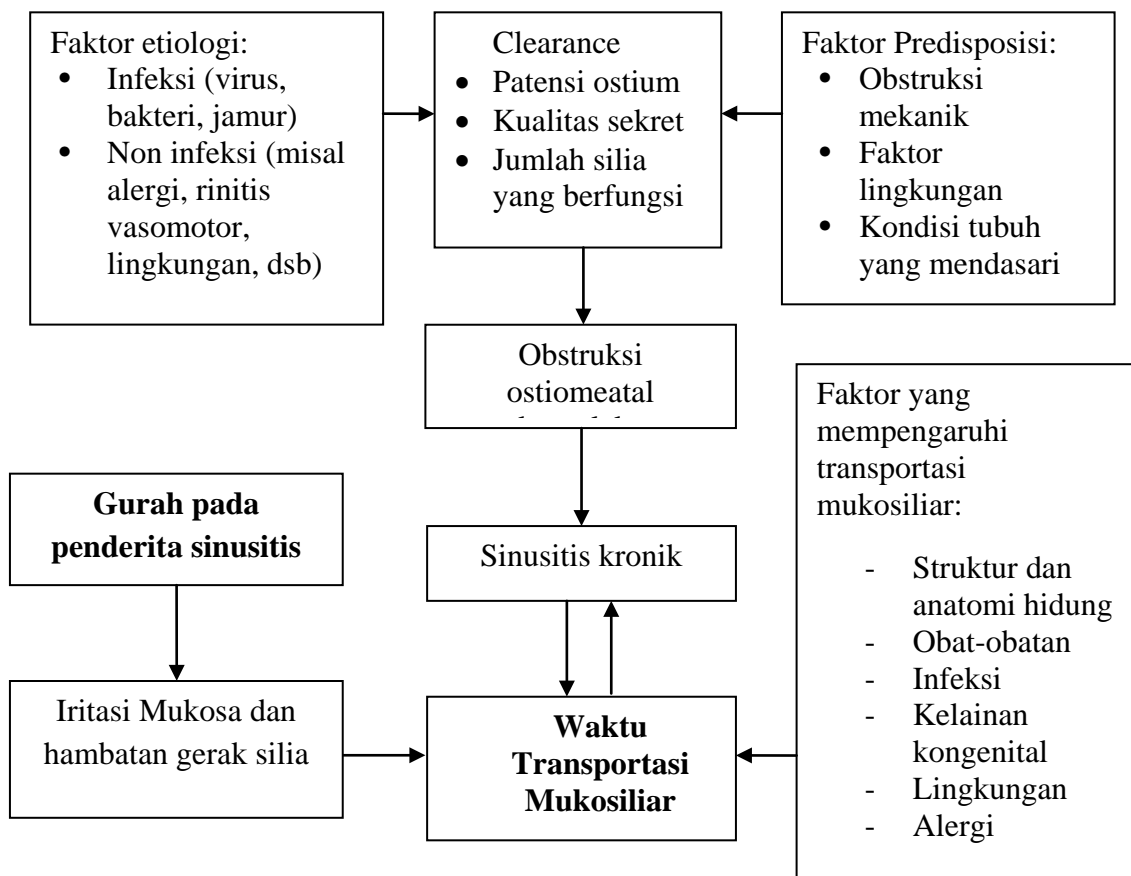 Faktor etiologi:
• Infeksi (virus,
bakteri, jamur)
• Non infeksi (misal
alergi, rinitis
vasomotor,
lingkungan, dsb)
Clearance
• Patensi ostium
• Kualitas sekret
• Jumlah silia
yang berfungsi
Faktor Predisposisi:
• Obstruksi
mekanik
• Faktor
lingkungan
• Kondisi tubuh
yang mendasari
Obstruksi
ostiomeatal
Faktor yang
mempengaruhi
transportasi
mukosiliar:
- Struktur dan
anatomi hidung
- Obat-obatan
- Infeksi
- Kelainan
kongenital
- Lingkungan
- Alergi
Gurah pada
penderita sinusitis
Sinusitis kronik
Iritasi Mukosa dan
hambatan gerak silia
Waktu
Transportasi
Mukosiliar